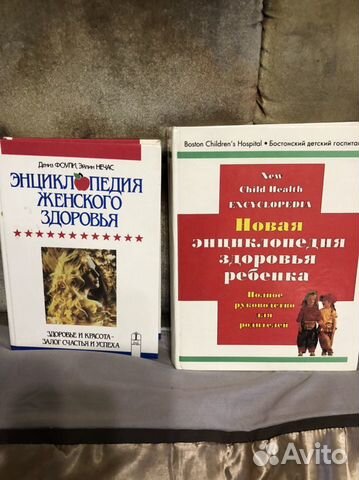 Дениз ФОУЛИ, Эйлин НЕЧАС
ЭНЦИКЛОПЕДИЯ
ЖЕНСКОГО
ЗДОРОВЬЯ
ЗДОРОВЬЕ И КРАСОТА -
ЗАЛОГ СЧАСТЬЯ И УСПЕХА
Boston Children's Hospital • Бостонский детский госпиталь
New
Child Health
ENCYCLOPEDIA
Новая
энциклопедия
здоровья
ребенка
Полное
руководство
для
родителей
Avito